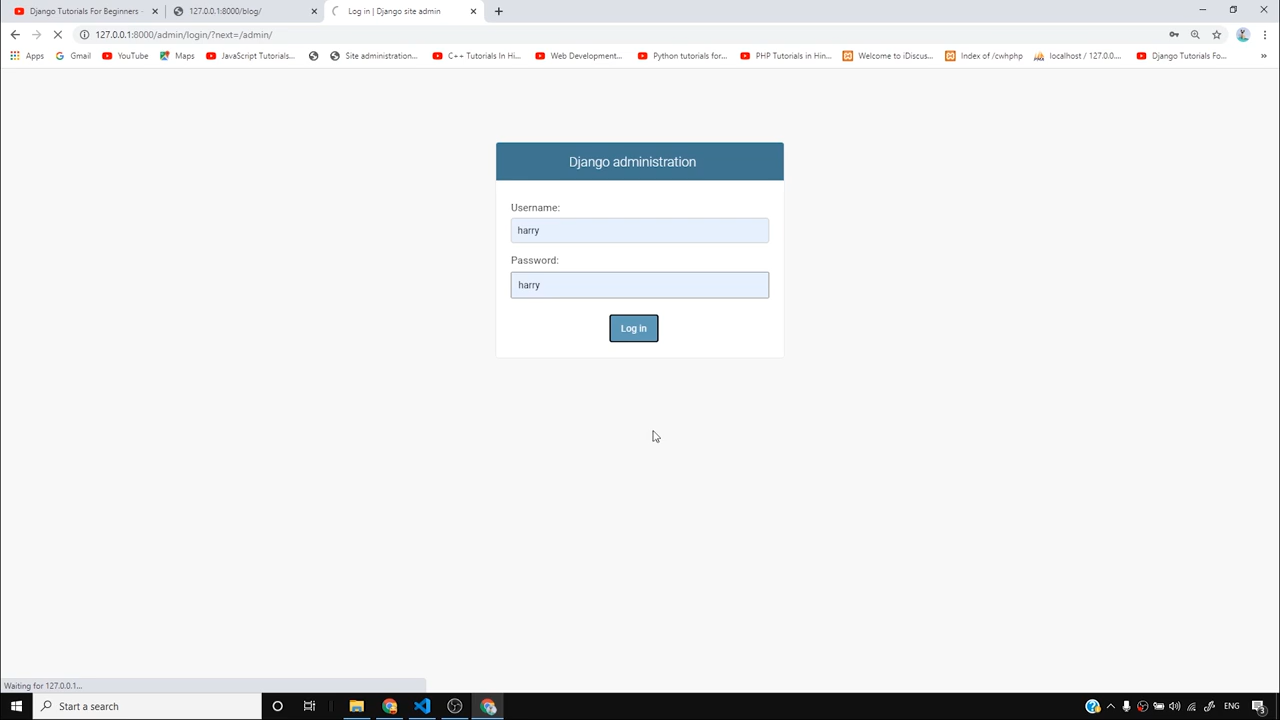 Django Tutorials For Beginners -
127.0.0.1:8000/blog/
Log in | Django site admin
127.0.0.1:8000/admin/login/?next=/admin/
Apps
Gmail
YouTube
Maps
JavaScript Tutorials...
Site administration...
C++ Tutorials In Hi...
Web Development...
Python tutorials for...
PHP Tutorials in Hin...
Welcome to iDiscus...
Index of /cwhphp
localhost / 127.0.0....
Django Tutorials Fo...
Django administration
Username:
harry
Password:
harry
Log in
Waiting for 127.0.0.1...
Start a search
ENG